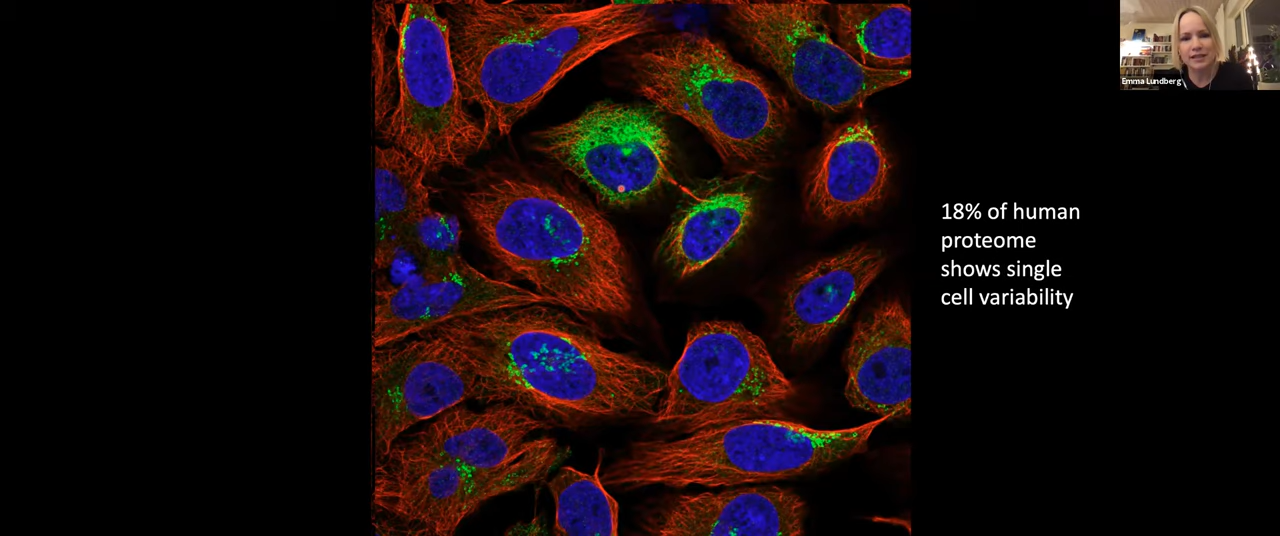 Emma Lundberg
18% of human
proteome
shows single
cell variability